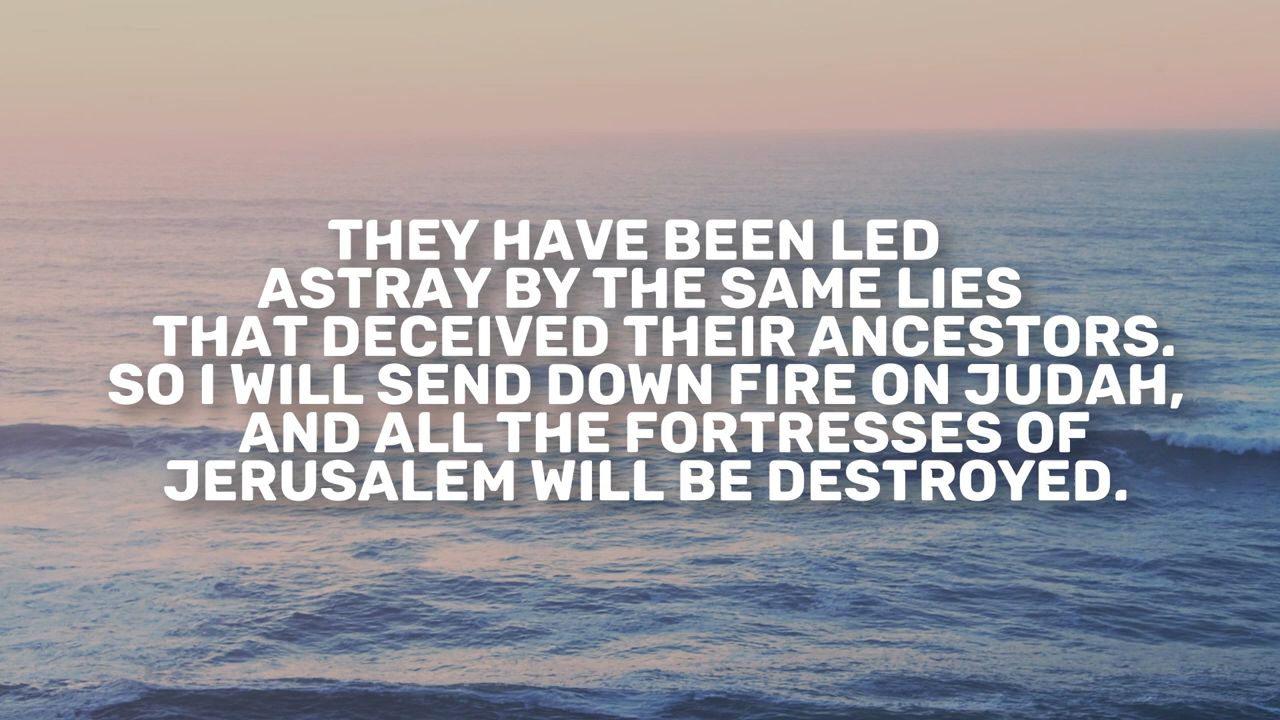 THEY HAVE BEEN LED
ASTRAY BY THE SAME LIES
THAT DECEIVED THEIR ANCESTORS.
SO I WILL SEND DOWN FIRE ON JUDAH,
AND ALL THE FORTRESSES OF
JERUSALEM WILL BE DESTROYED.